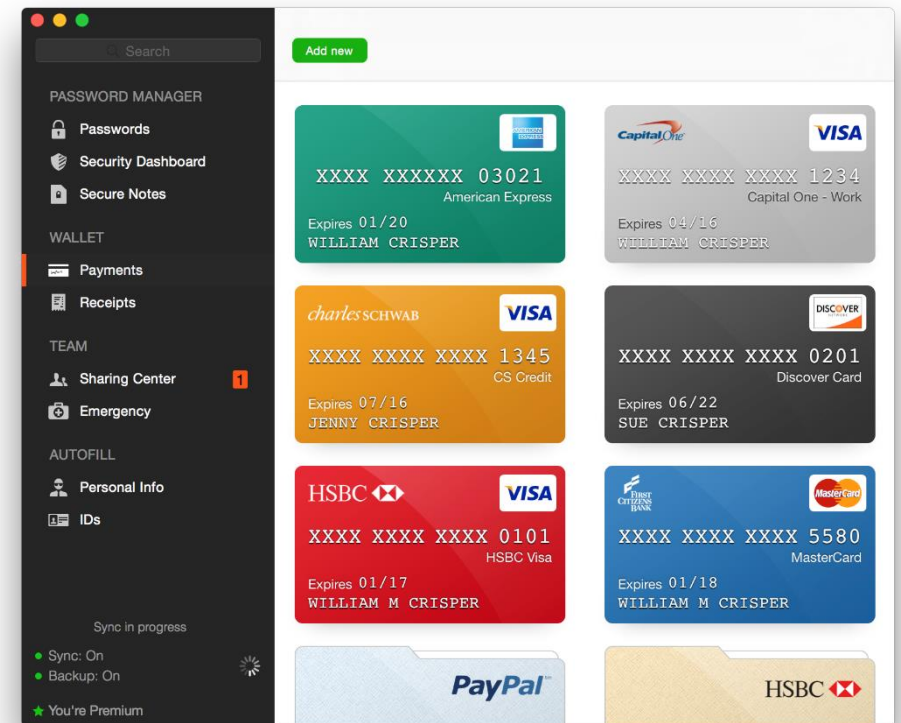 Search
Add new
PASSWORD MANAGER
Passwords
Security Dashboard
Secure Notes
WALLET
Payments
Receipts
TEAM
Sharing Center
1
Emergency
AUTOFILL
Personal Info
IDs
Sync in progress
Sync: On
Backup: On
You're Premium
AMERICAN EXPRESS
XXXX XXXXXX 03021
American Express
Expires 01/20
WILLIAM CRISPER
Capital One VISA
XXXX XXXX XXXX 1234
Capital One - Work
Expires 04/16
WILLIAM CRISPER
charles SCHWAB VISA
XXXX XXXX XXXX 1345
CS Credit
Expires 07/16
JENNY CRISPER
DISCOVER
XXXX XXXX XXXX 0201
Discover Card
Expires 06/22
SUE CRISPER
HSBC VISA
XXXX XXXX XXXX 0101
HSBC Visa
Expires 01/17
WILLIAM M CRISPER
FIRST
CITIZENS
BANK
MasterCard
XXXX XXXX XXXX 5580
MasterCard
Expires 01/18
WILLIAM M CRISPER
PayPal
HSBC